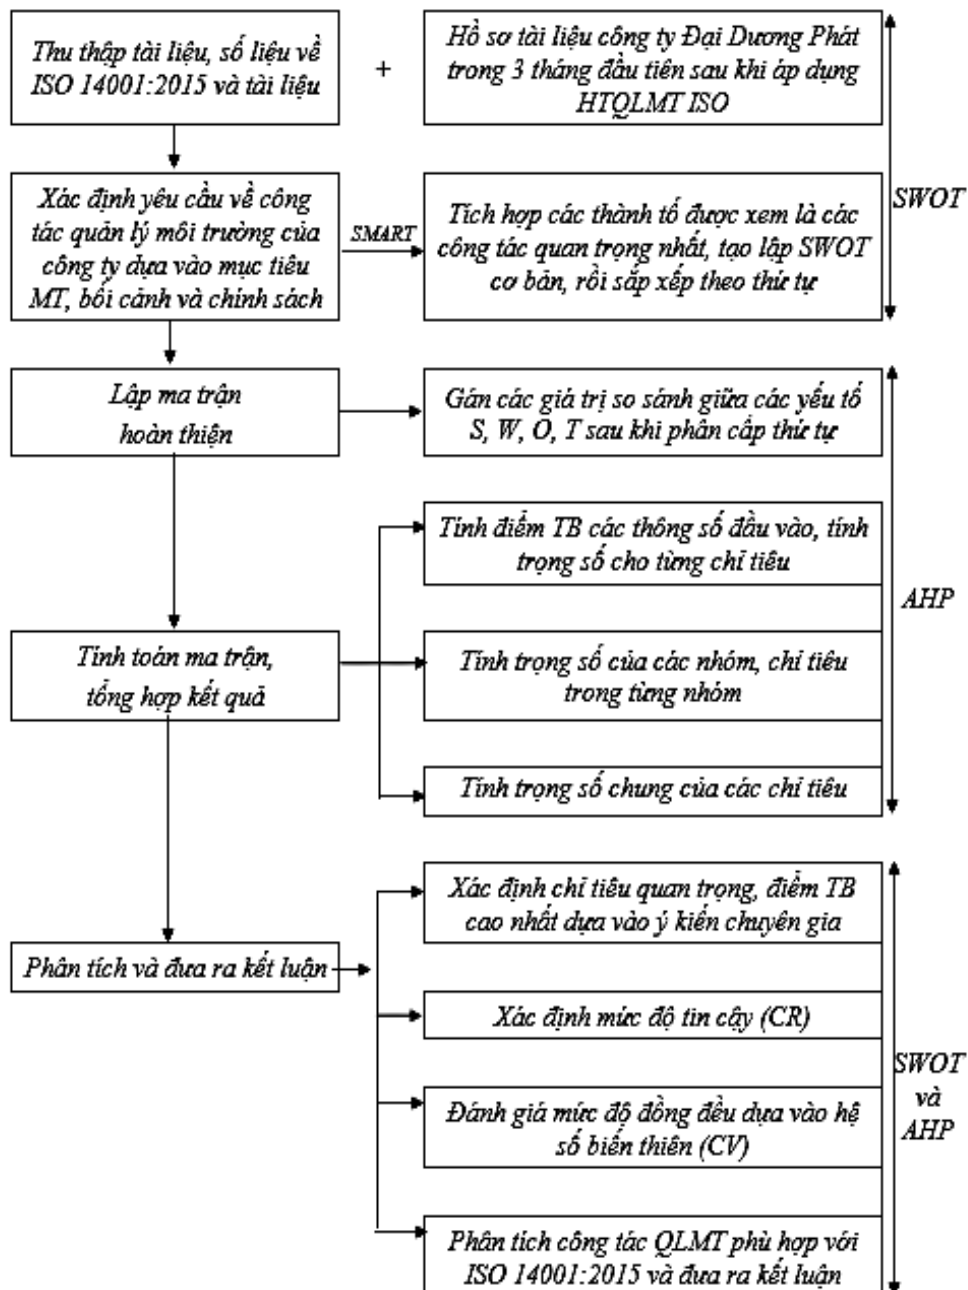 Thu thập tài liệu, số liệu về
ISO 14001:2015 và tài liệu
+
Hồ sơ tài liệu công ty Đại Dương Phát
trong 3 tháng đầu tiên sau khi áp dụng
HTQLMT ISO
Xác định yêu cầu về công
tác quản lý môi trường của
công ty dựa vào mục tiêu
MT, bối cảnh và chính sách
SMART
Tích hợp các thành tố được xem là các
công tác quan trọng nhất, tạo lập SWOT
cơ bản, rồi sắp xếp theo thứ tự
SWOT
Lập ma trận
hoàn thiện
Gán các giá trị so sánh giữa các yếu tố
S, W, O, T sau khi phân cấp thứ tự
Tính điểm TB các thông số đầu vào, tính
trọng số cho từng chỉ tiêu
AHP
Tính toán ma trận,
tổng hợp kết quả
Tính trọng số của các nhóm, chỉ tiêu
trong từng nhóm
Tính trọng số chung của các chỉ tiêu
Xác định chỉ tiêu quan trọng, điểm TB
cao nhất dựa vào ý kiến chuyên gia
Phân tích và đưa ra kết luận
Xác định mức độ tin cậy (CR)
SWOT
và
AHP
Đánh giá mức độ đồng đều dựa vào hệ
số biến thiên (CV)
Phân tích công tác QLMT phù hợp với
ISO 14001:2015 và đưa ra kết luận